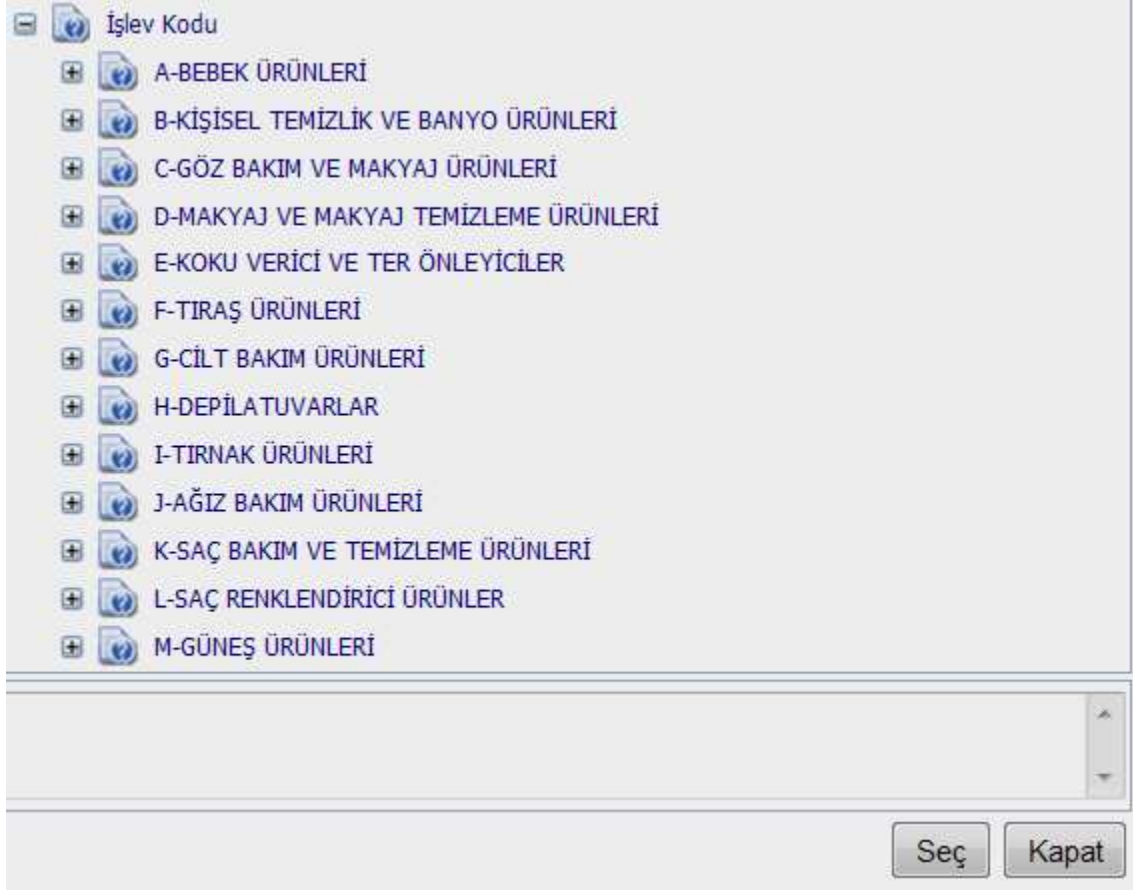 İşlev Kodu
A-BEBEK ÜRÜNLERİ
B-KİŞİSEL TEMİZLİK VE BANYO ÜRÜNLERİ
C-GÖZ BAKIM VE MAKYAJ ÜRÜNLERİ
D-MAKYAJ VE MAKYAJ TEMİZLEME ÜRÜNLERİ
E-KOKU VERİCİ VE TER ÖNLEYİCİLER
F-TIRAŞ ÜRÜNLERİ
G-CİLT BAKIM ÜRÜNLERİ
H-DEPİLATUVARLAR
I-TIRNAK ÜRÜNLERİ
J-AĞIZ BAKIM ÜRÜNLERİ
K-SAÇ BAKIM VE TEMİZLEME ÜRÜNLERİ
L-SAÇ RENKLENDİRİCİ ÜRÜNLER
M-GÜNEŞ ÜRÜNLERİ
Seç Kapat